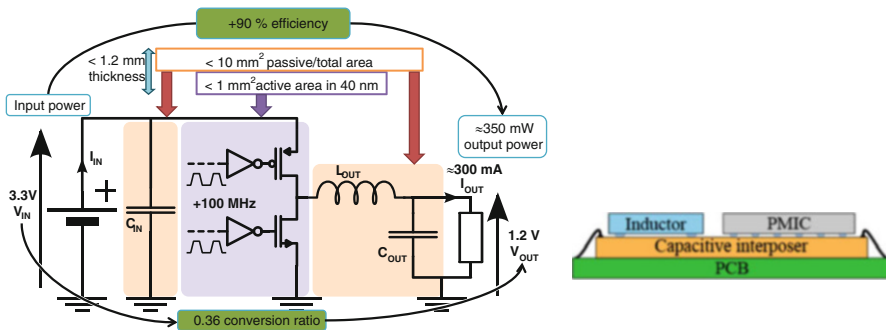 +90 % efficiency
< 1.2 mm
thickness
< 10 mm² passive/total area
< 1 mm² active area in 40 nm
Input power
≈350 mW
output power
I_IN
+
3.3V
V_IN
C_IN
+100 MHz
L_OUT
≈300 mA
I_OUT
C_OUT
1.2 V
V_OUT
0.36 conversion ratio
Inductor
PMIC
Capacitive interposer
PCB